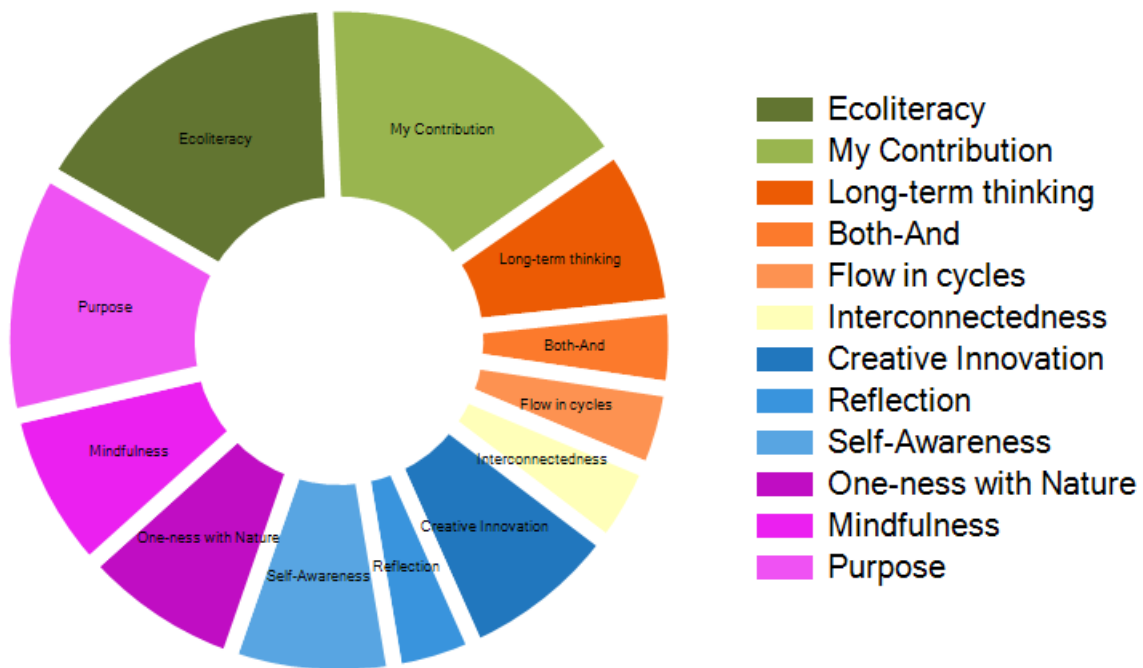 Ecoliteracy
My Contribution
Long-term thinking
Both-And
Flow in cycles
Interconnectedness
Creative Innovation
Reflection
Self-Awareness
One-ness with Nature
Mindfulness
Purpose
Ecoliteracy
My Contribution
Long-term thinking
Both-And
Flow in cycles
Interconnectedness
Creative Innovation
Reflection
Self-Awareness
One-ness with Nature
Mindfulness
Purpose